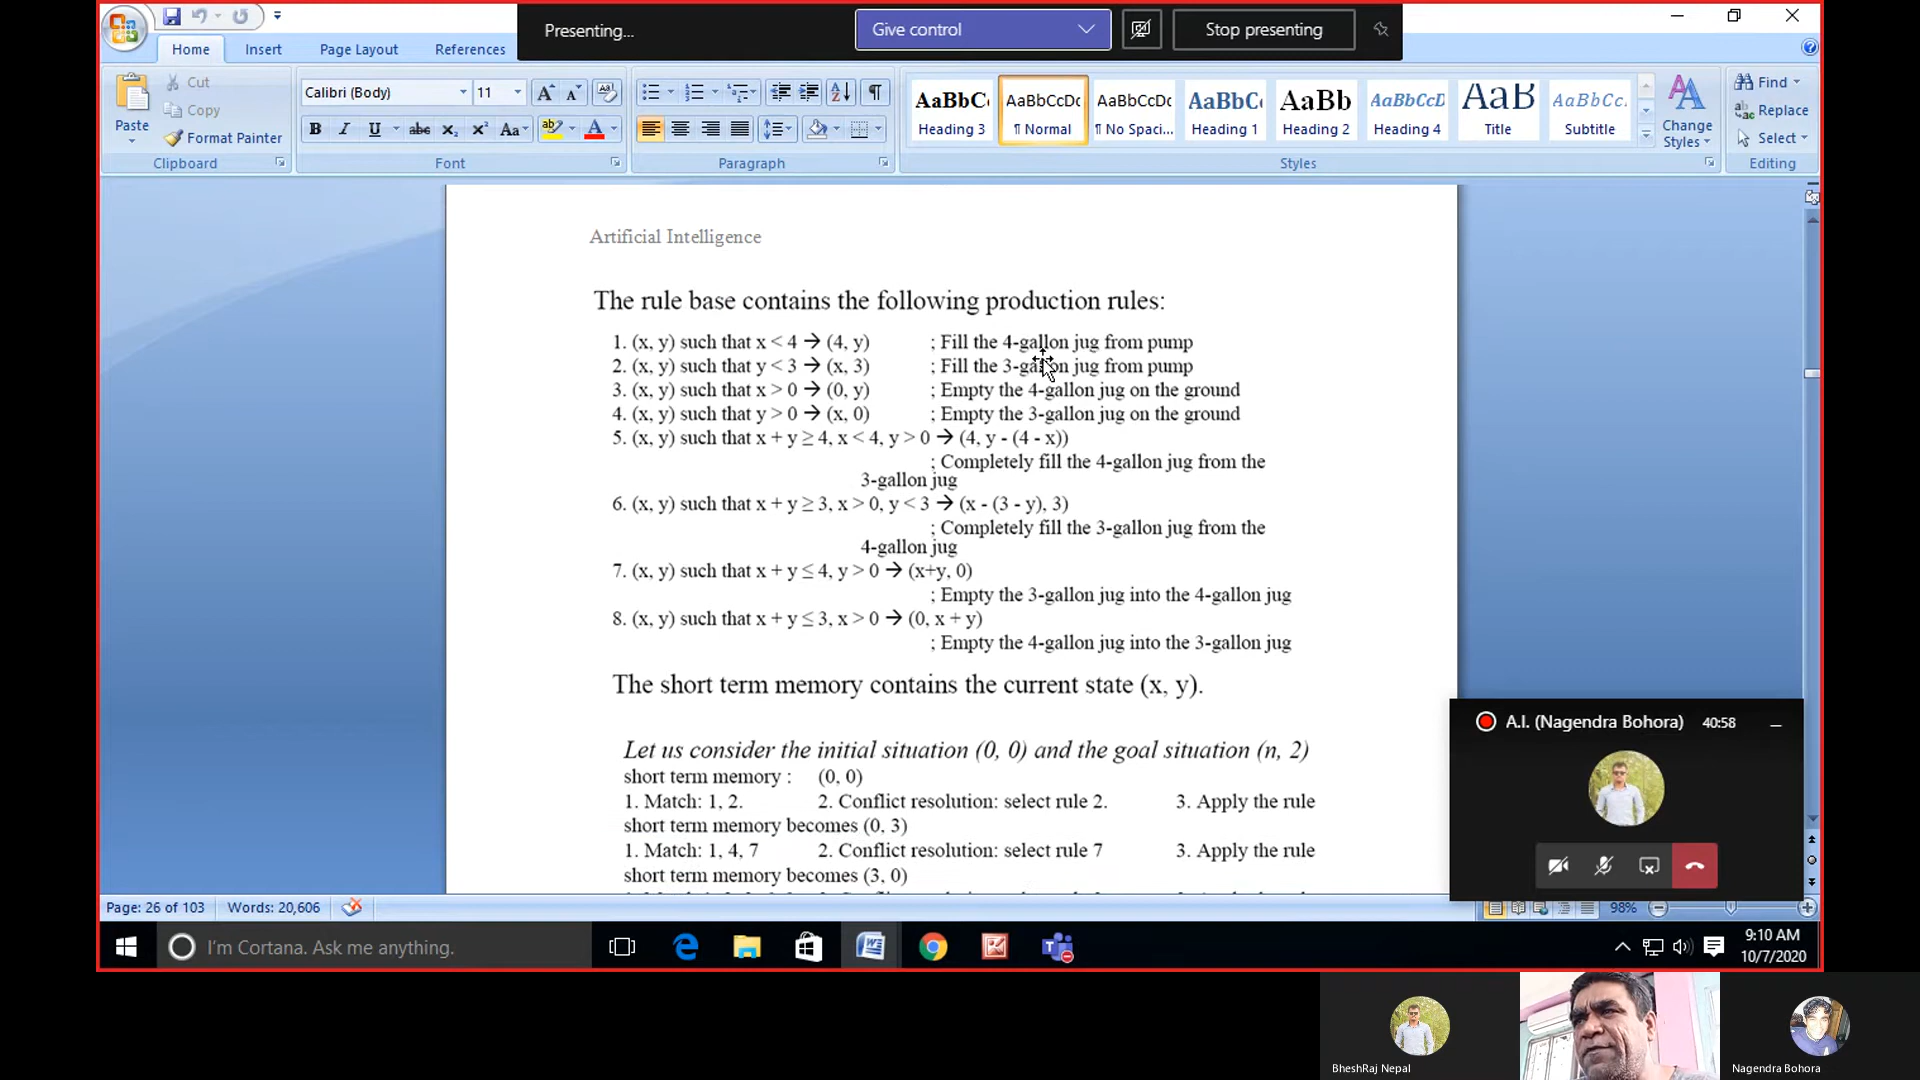 Presenting...
Give control
Stop presenting
Home
Insert
Page Layout
References
Cut
Copy
Format Painter
Paste
Clipboard
Calibri (Body)
11
Font
Paragraph
AaBbC
Heading 3
AaBbCcDc
¶ Normal
AaBbCcDc
¶ No Spaci...
AaBbC
Heading 1
AaBb
Heading 2
AaBbCcD
Heading 4
AaB
Title
AaBbCc.
Subtitle
Change
Styles
Styles
Find
Replace
Select
Editing
Artificial Intelligence
The rule base contains the following production rules:
1. (x, y) such that x < 4 → (4, y) ; Fill the 4-gallon jug from pump
2. (x, y) such that y < 3 → (x, 3) ; Fill the 3-gallon jug from pump
3. (x, y) such that x > 0 → (0, y) ; Empty the 4-gallon jug on the ground
4. (x, y) such that y > 0 → (x, 0) ; Empty the 3-gallon jug on the ground
5. (x, y) such that x + y ≥ 4, x < 4, y > 0 → (4, y - (4 - x))
; Completely fill the 4-gallon jug from the
3-gallon jug
6. (x, y) such that x + y ≥ 3, x > 0, y < 3 → (x - (3 - y), 3)
; Completely fill the 3-gallon jug from the
4-gallon jug
7. (x, y) such that x + y ≤ 4, y > 0 → (x+y, 0)
; Empty the 3-gallon jug into the 4-gallon jug
8. (x, y) such that x + y ≤ 3, x > 0 → (0, x + y)
; Empty the 4-gallon jug into the 3-gallon jug
The short term memory contains the current state (x, y).
Let us consider the initial situation (0, 0) and the goal situation (n, 2)
short term memory : (0, 0)
1. Match: 1, 2. 2. Conflict resolution: select rule 2. 3. Apply the rule
short term memory becomes (0, 3)
1. Match: 1, 4, 7 2. Conflict resolution: select rule 7 3. Apply the rule
short term memory becomes (3, 0)
A.I. (Nagendra Bohora) 40:58
Page: 26 of 103
Words: 20,606
98%
I'm Cortana. Ask me anything.
9:10 AM
10/7/2020
BheshRaj Nepal
Nagendra Bohora